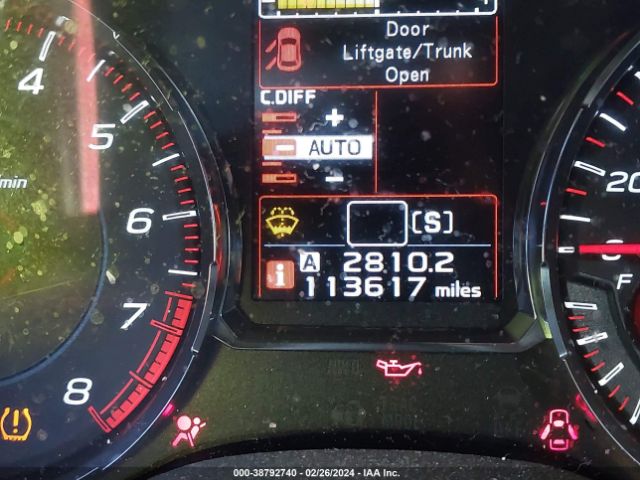 Door
Liftgate/Trunk
Open
C.DIFF
+
AUTO
-
[S]
A 2810.2
i 113617 miles
4
5
6
7
8
/min
20
F
000-38792740 - 02/26/2024 - IAA Inc.